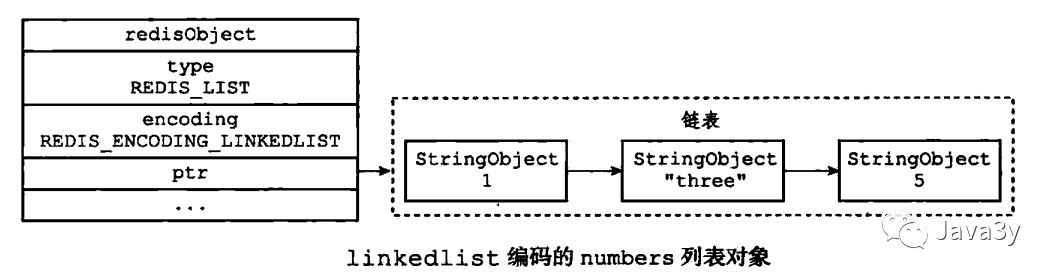 redisObject
type
REDIS_LIST
encoding
REDIS_ENCODING_LINKEDLIST
ptr
...
链表
StringObject
1
StringObject
"three"
StringObject
5
linkedlist 编码的 numbers 列表对象
Java3y